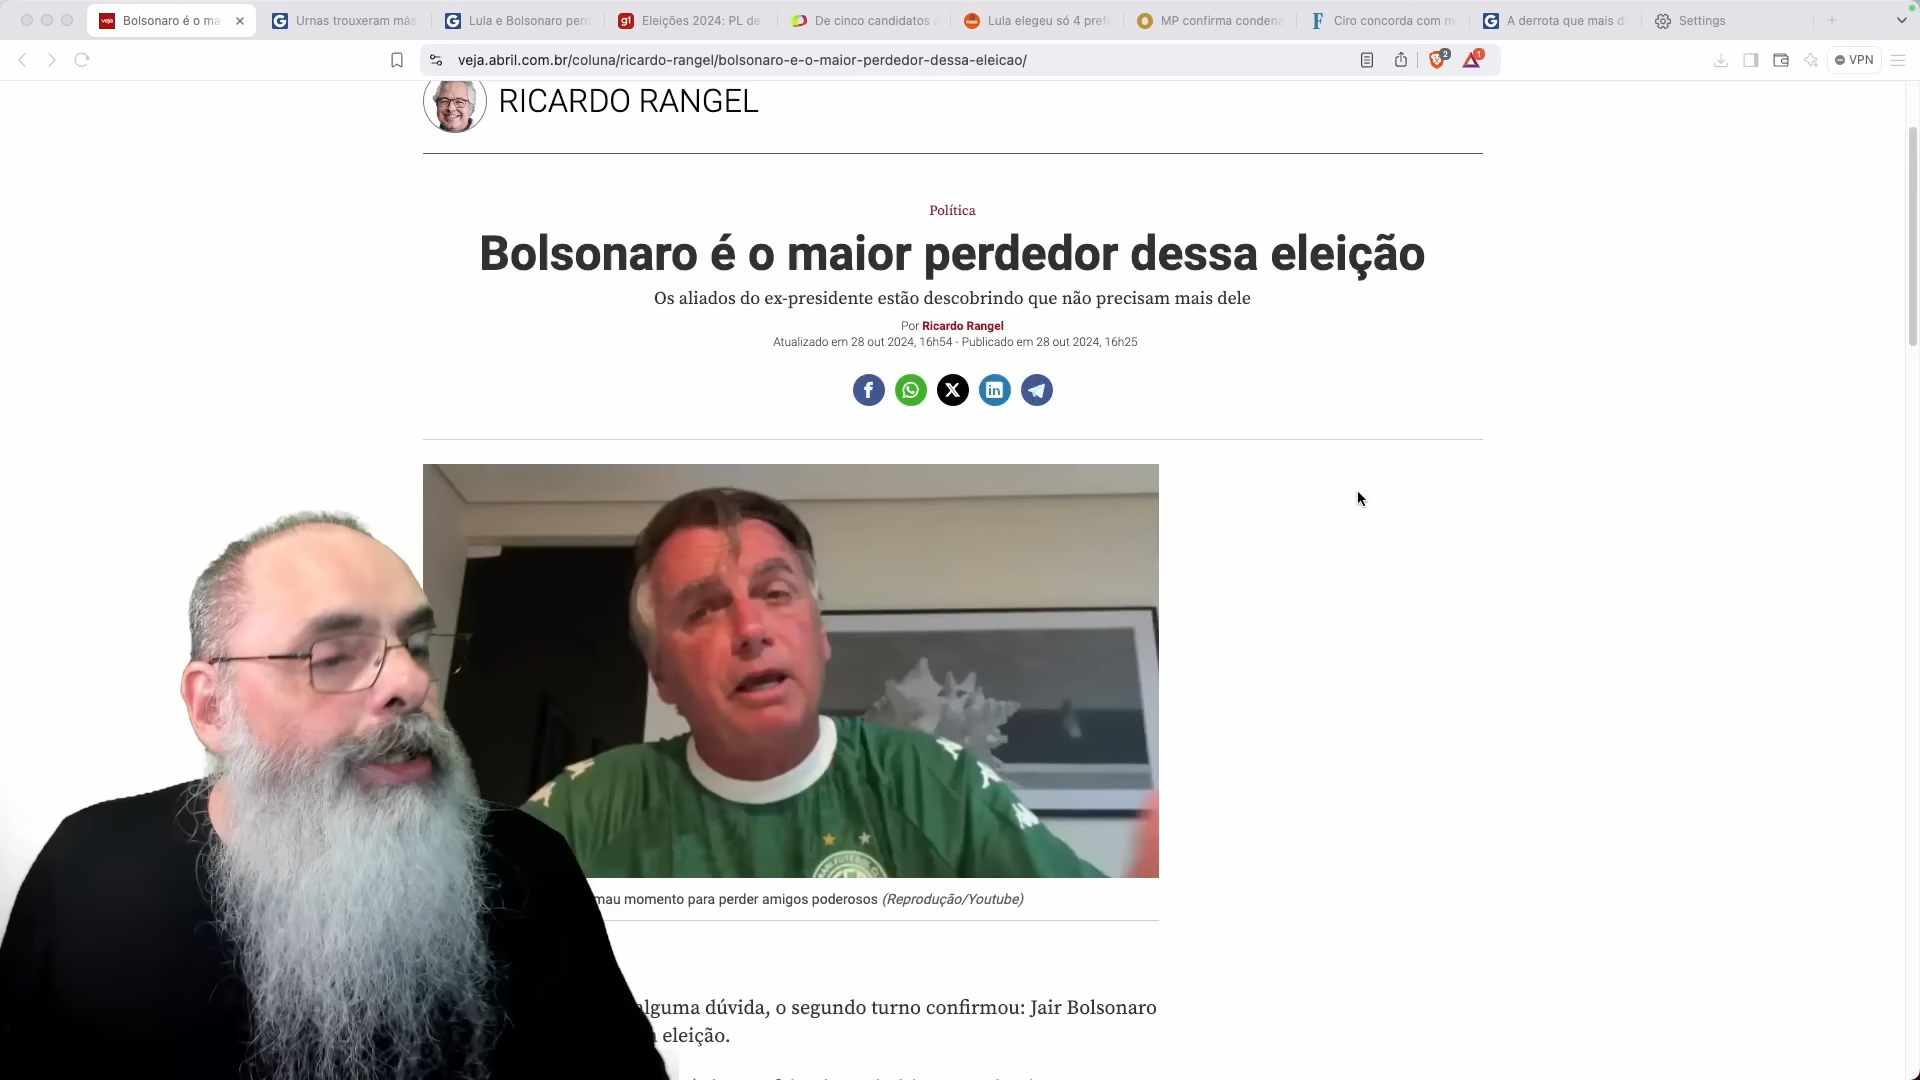 Bolsonaro é o ma
Urnas trouxeram más
Lula e Bolsonaro perd
Eleições 2024: PL de
De cinco candidatos
Lula elegeu só 4 pref
MP confirma condena
Ciro concorda com m
A derrota que mais d
Settings
veja.abril.com.br/coluna/ricardo-rangel/bolsonaro-e-o-maior-perdedor-dessa-eleicao/
2
1
VPN
RICARDO RANGEL
Política
Bolsonaro é o maior perdedor dessa eleição
Os aliados do ex-presidente estão descobrindo que não precisam mais dele
Por Ricardo Rangel
Atualizado em 28 out 2024, 16h54 - Publicado em 28 out 2024, 16h25
mau momento para perder amigos poderosos (Reprodução/Youtube)
alguma dúvida, o segundo turno confirmou: Jair Bolsonaro
eleição.